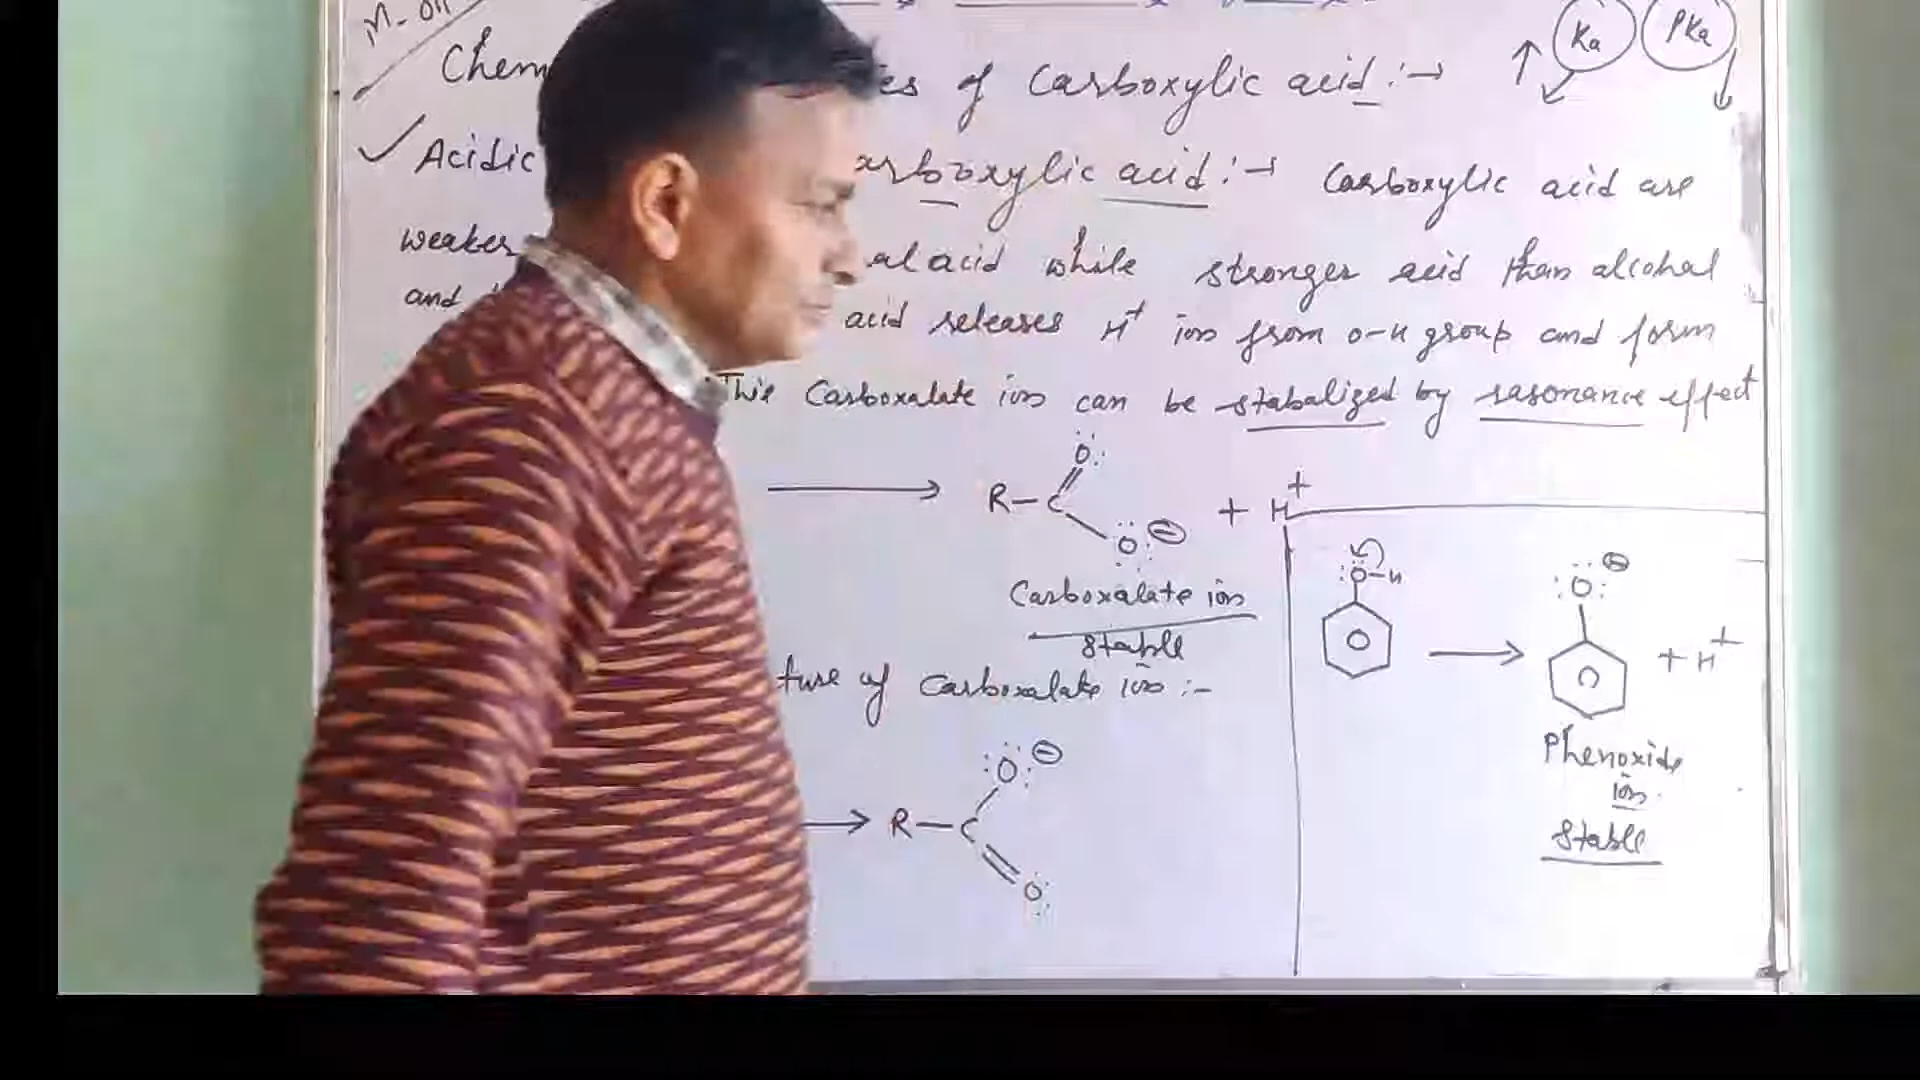 Chem es of Carboxylic acid :→ ↑ Ka PKa
✓ Acidic arboxylic acid :→ Carboxylic acid are
weaker al acid while stronger acid than alcohal
and acid releases H+ ion from O-H group and form
This Carboxalate ion can be stabalized by rasonance effect
R-C O O ⊖ + H+
O-H
O ⊖
+ H+
Carboxalate ion
Stable
ture of Carboxalate ion :-
Phenoxide
ion
Stable
R-C O ⊖ O